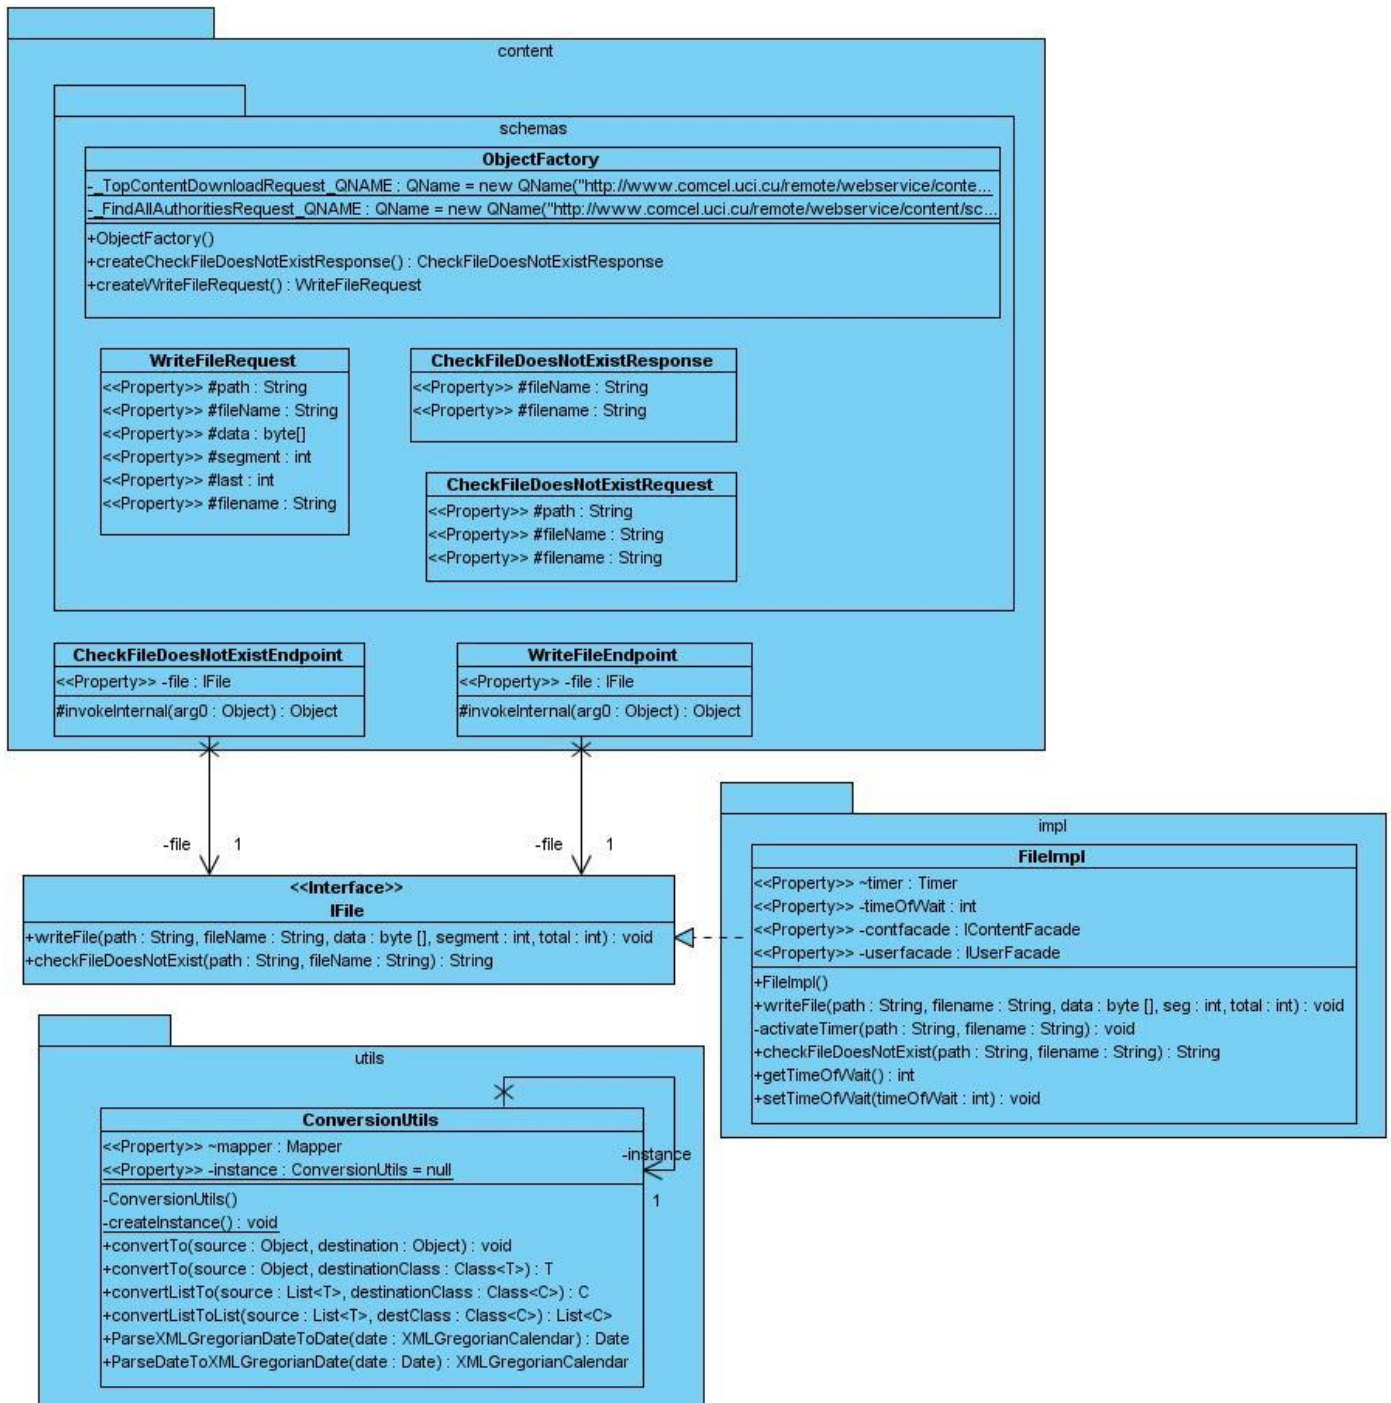 content
schemas
ObjectFactory
-_TopContentDownloadRequest_QNAME : QName = new QName("http://www.comcel.uci.cu/remote/webservice/conte...
-_FindAllAuthoritiesRequest_QNAME : QName = new QName("http://www.comcel.uci.cu/remote/webservice/content/sc...
+ObjectFactory()
+createCheckFileDoesNotExistResponse() : CheckFileDoesNotExistResponse
+createWriteFileRequest() : WriteFileRequest
WriteFileRequest
<<Property>> #path : String
<<Property>> #fileName : String
<<Property>> #data : byte[]
<<Property>> #segment : int
<<Property>> #last : int
<<Property>> #filename : String
CheckFileDoesNotExistResponse
<<Property>> #fileName : String
<<Property>> #filename : String
CheckFileDoesNotExistRequest
<<Property>> #path : String
<<Property>> #fileName : String
<<Property>> #filename : String
CheckFileDoesNotExistEndpoint
<<Property>> -file : IFile
#invokeInternal(arg0 : Object) : Object
WriteFileEndpoint
<<Property>> -file : IFile
#invokeInternal(arg0 : Object) : Object
-file 1
-file 1
<<Interface>>
IFile
+writeFile(path : String, fileName : String, data : byte [], segment : int, total : int) : void
+checkFileDoesNotExist(path : String, fileName : String) : String
impl
FileImpl
<<Property>> ~timer : Timer
<<Property>> -timeOfWait : int
<<Property>> -contfacade : IContentFacade
<<Property>> -userfacade : IUserFacade
+FileImpl()
+writeFile(path : String, filename : String, data : byte [], seg : int, total : int) : void
-activateTimer(path : String, filename : String) : void
+checkFileDoesNotExist(path : String, filename : String) : String
+getTimeOfWait() : int
+setTimeOfWait(timeOfWait : int) : void
utils
ConversionUtils
<<Property>> ~mapper : Mapper
<<Property>> -instance : ConversionUtils = null
-instance
1
-ConversionUtils()
-createInstance() : void
+convertTo(source : Object, destination : Object) : void
+convertTo(source : Object, destinationClass : Class<T>) : T
+convertListTo(source : List<T>, destinationClass : Class<C>) : C
+convertListToList(source : List<T>, destClass : Class<C>) : List<C>
+ParseXMLGregorianDateToDate(date : XMLGregorianCalendar) : Date
+ParseDateToXMLGregorianDate(date : Date) : XMLGregorianCalendar